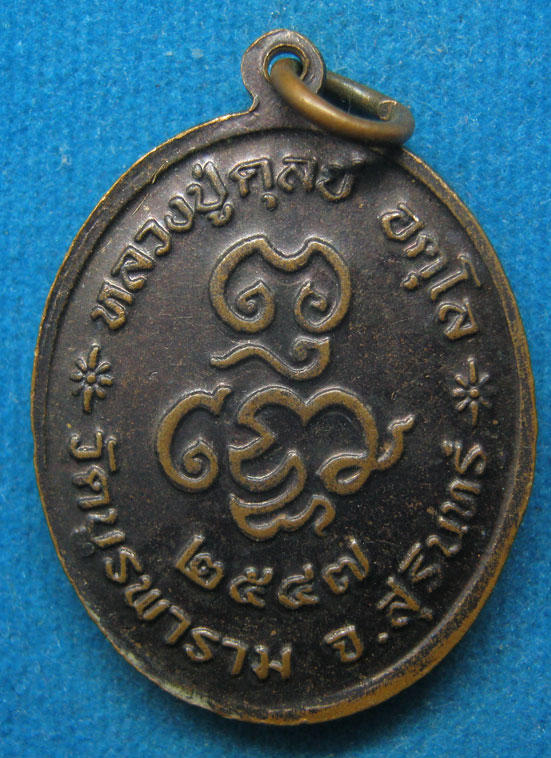 หลวงปู่ดุลย์ อตุโล
๒๕๔๗
วัดบูรพาราม จ.สุรินทร์